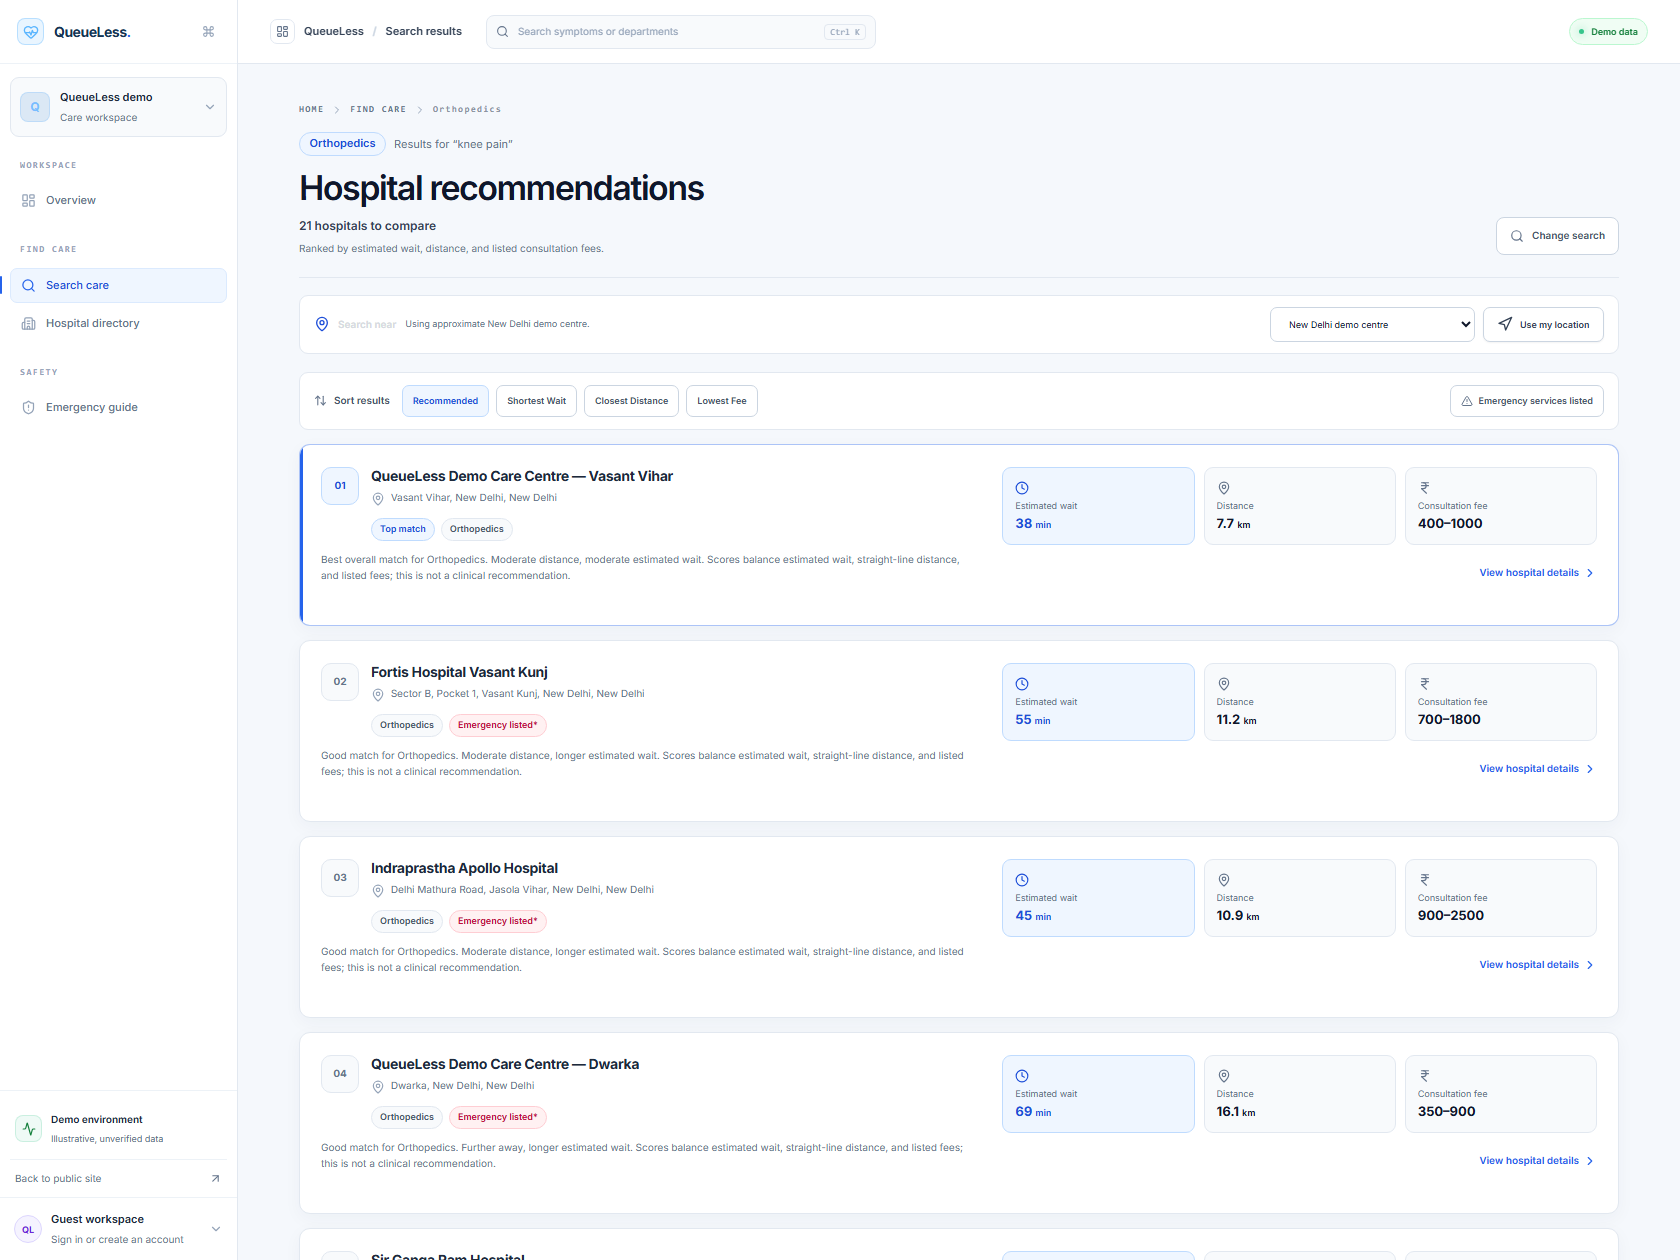 QueueLess.
⌘
QueueLess demo
Care workspace
WORKSPACE
Overview
FIND CARE
Search care
Hospital directory
SAFETY
Emergency guide
Demo environment
Illustrative, unverified data
Back to public site
QL
Guest workspace
Sign in or create an account
QueueLess / Search results
Search symptoms or departments
Ctrl K
Demo data
HOME > FIND CARE > Orthopedics
Orthopedics
Results for “knee pain”
Hospital recommendations
21 hospitals to compare
Ranked by estimated wait, distance, and listed consultation fees.
Change search
Search near
Using approximate New Delhi demo centre.
New Delhi demo centre
Use my location
Sort results
Recommended
Shortest Wait
Closest Distance
Lowest Fee
Emergency services listed
01
QueueLess Demo Care Centre — Vasant Vihar
Vasant Vihar, New Delhi, New Delhi
Top match
Orthopedics
Best overall match for Orthopedics. Moderate distance, moderate estimated wait. Scores balance estimated wait, straight-line distance,
and listed fees; this is not a clinical recommendation.
Estimated wait
38 min
Distance
7.7 km
₹
Consultation fee
400–1000
View hospital details
02
Fortis Hospital Vasant Kunj
Sector B, Pocket 1, Vasant Kunj, New Delhi, New Delhi
Orthopedics
Emergency listed*
Good match for Orthopedics. Moderate distance, longer estimated wait. Scores balance estimated wait, straight-line distance, and listed
fees; this is not a clinical recommendation.
Estimated wait
55 min
Distance
11.2 km
₹
Consultation fee
700–1800
View hospital details
03
Indraprastha Apollo Hospital
Delhi Mathura Road, Jasola Vihar, New Delhi, New Delhi
Orthopedics
Emergency listed*
Good match for Orthopedics. Moderate distance, longer estimated wait. Scores balance estimated wait, straight-line distance, and listed
fees; this is not a clinical recommendation.
Estimated wait
45 min
Distance
10.9 km
₹
Consultation fee
900–2500
View hospital details
04
QueueLess Demo Care Centre — Dwarka
Dwarka, New Delhi, New Delhi
Orthopedics
Emergency listed*
Good match for Orthopedics. Further away, longer estimated wait. Scores balance estimated wait, straight-line distance, and listed fees;
this is not a clinical recommendation.
Estimated wait
69 min
Distance
16.1 km
₹
Consultation fee
350–900
View hospital details
Sir Ganga Ram Hospital